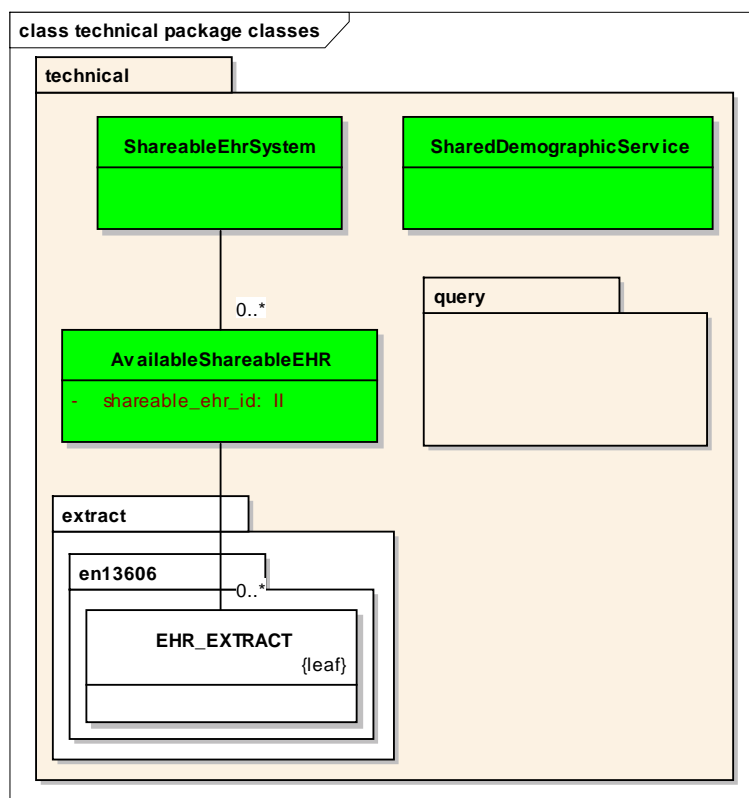 class technical package classes
technical
ShareableEhrSystem
SharedDemographicService
0..*
query
AvailableShareableEHR
- shareable_ehr_id: II
extract
en13606
0..*
EHR_EXTRACT
{leaf}